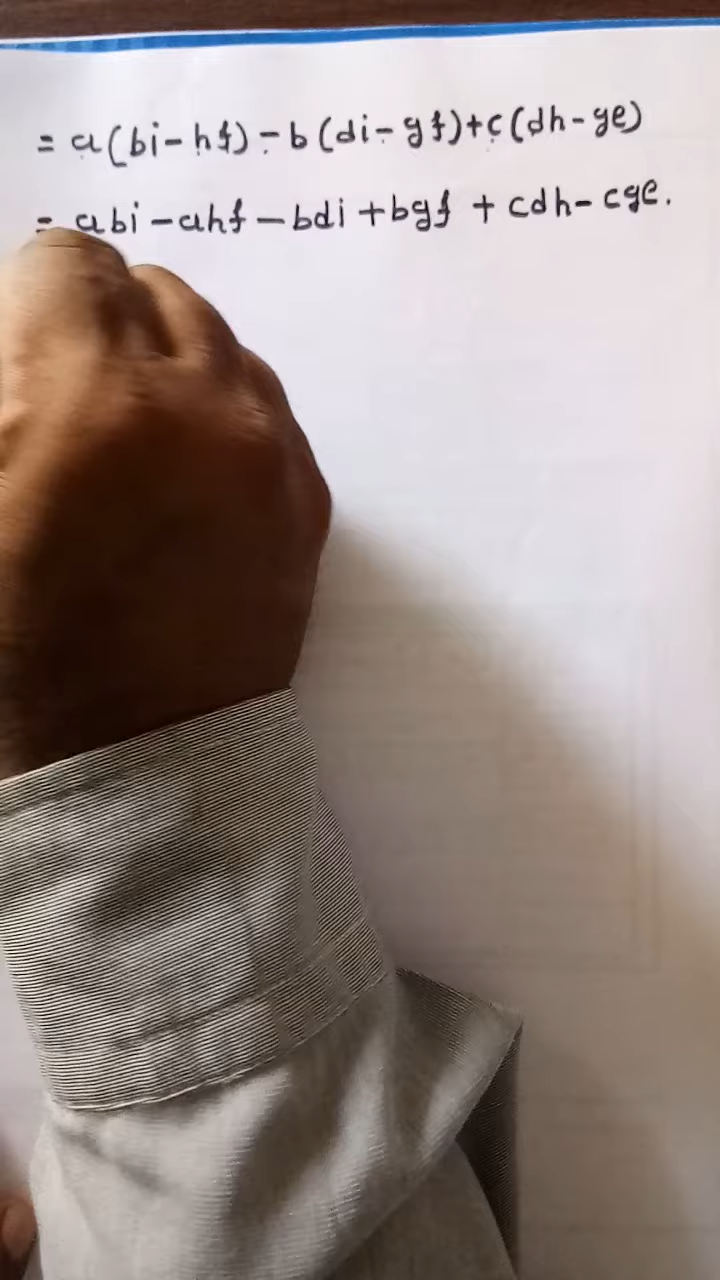 = a(bi-hf)-b(di-gf)+c(dh-ge)
= abi-ahf-bdi+bgf+cdh-cge.